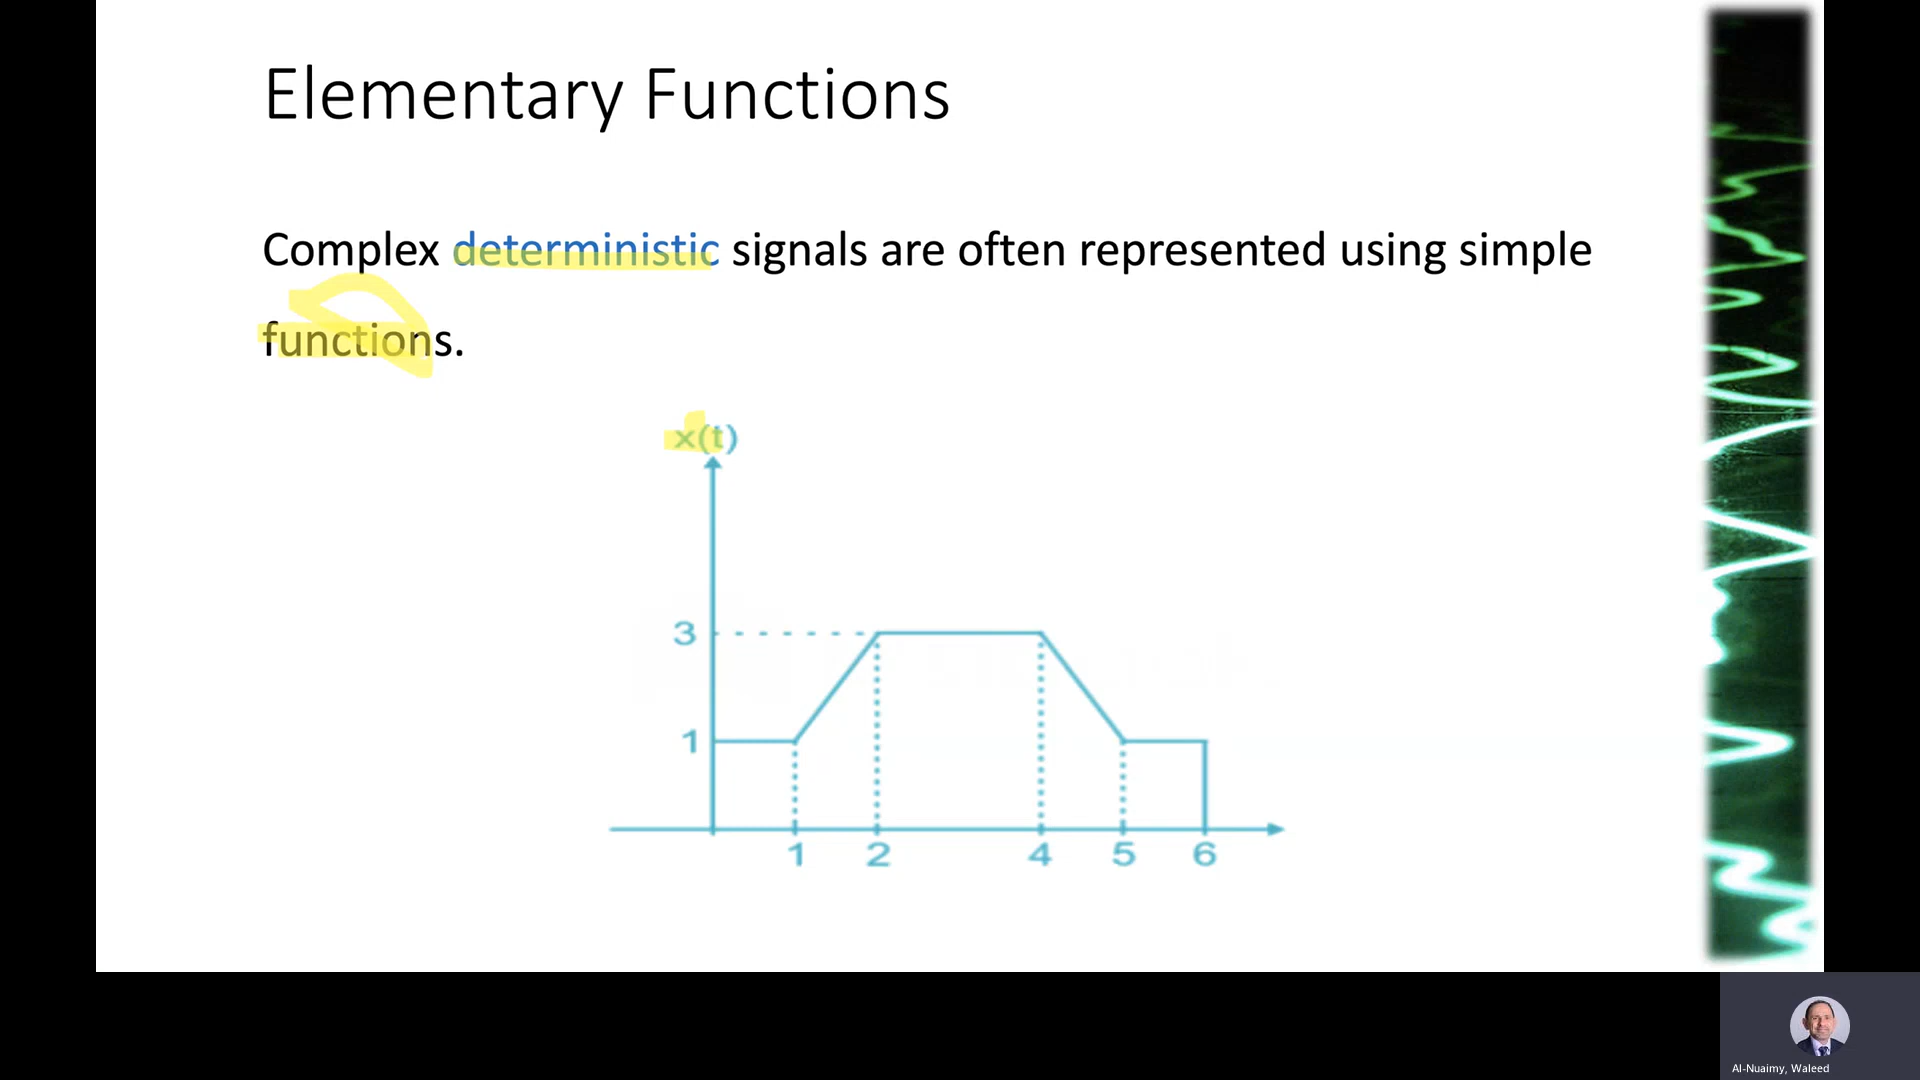 Elementary Functions
Complex deterministic signals are often represented using simple
functions.
x(t)
3
1
1 2 4 5 6
Al-Nuaimy, Waleed